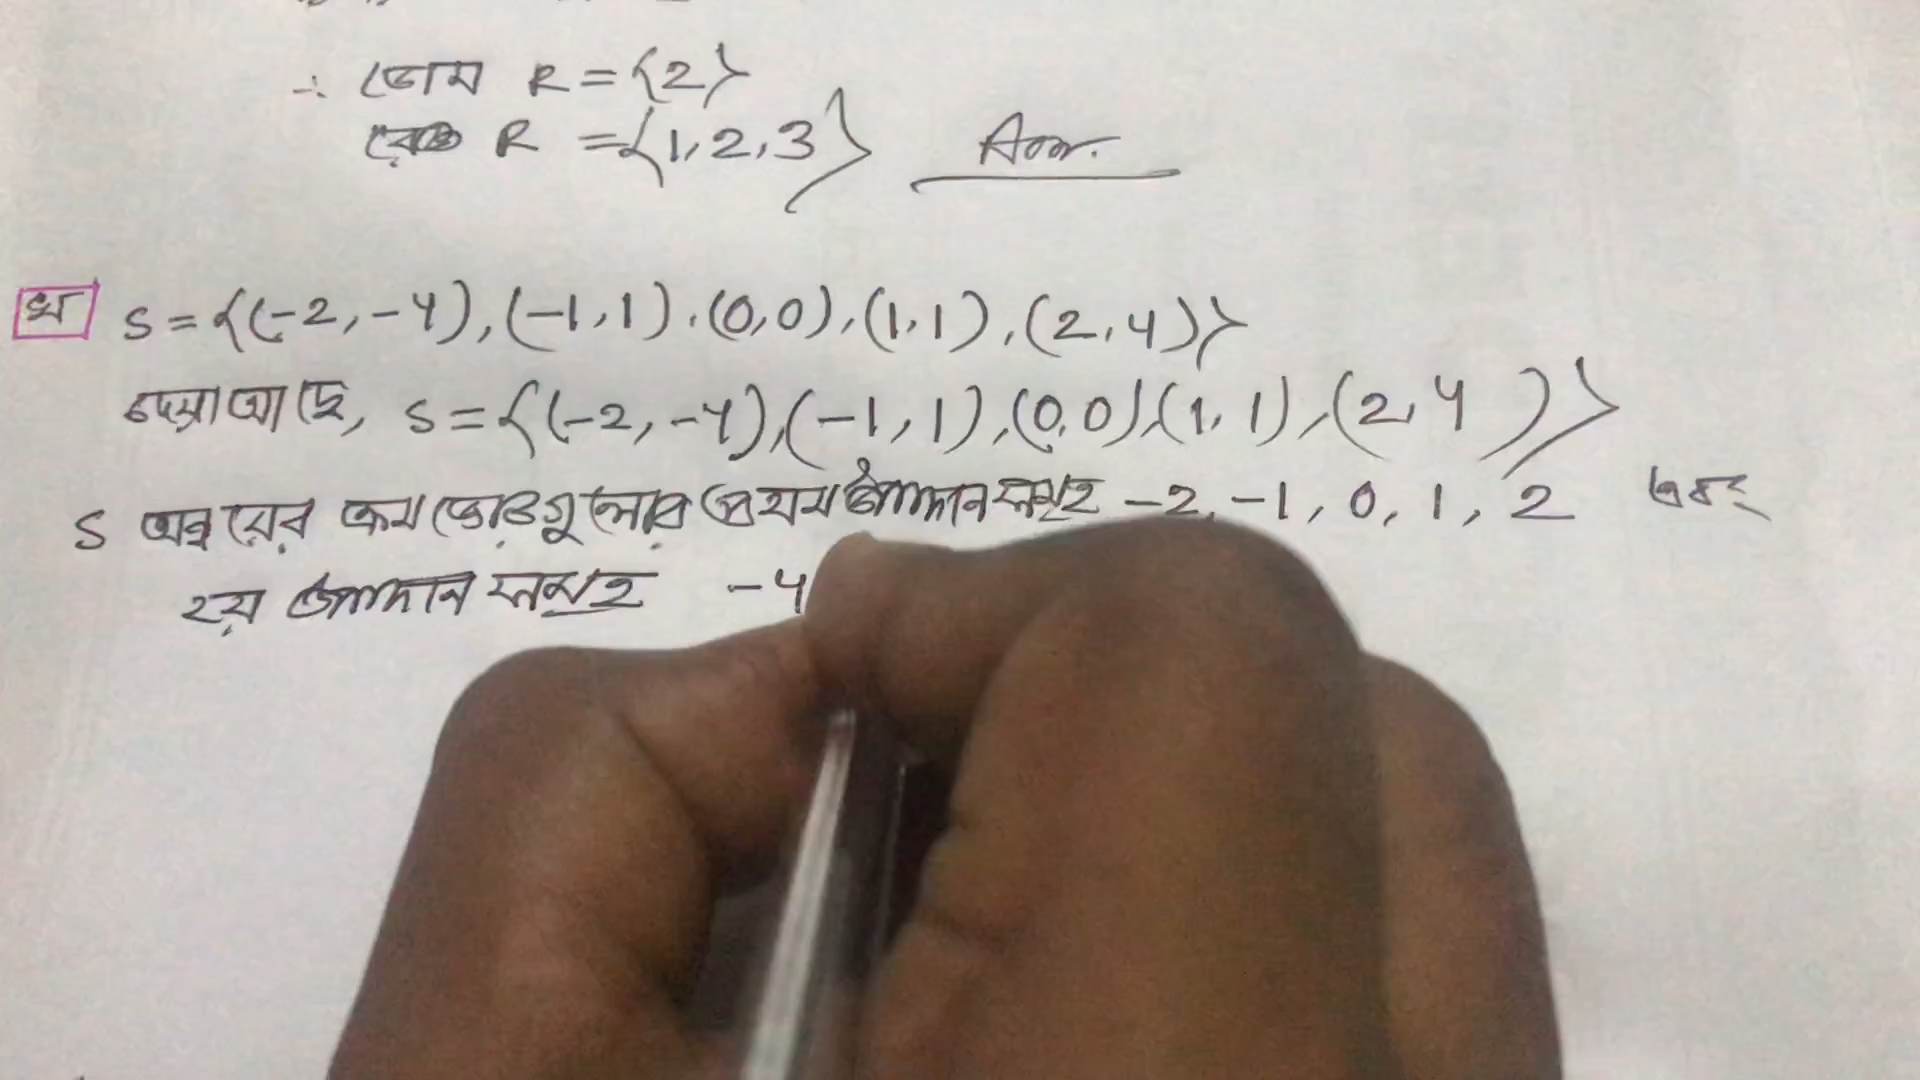 ∴ ডোম R = {2}
রেঞ্জ R = {1, 2, 3} Ans.
খ S = {(-2, -4), (-1, 1), (0, 0), (1, 1), (2, 4)}
দেয়া আছে, S = {(-2, -4), (-1, 1), (0, 0), (1, 1), (2, 4)}
S অন্বয়ের ক্রমজোড়গুলোর প্রথম উপাদানসমূহ -2, -1, 0, 1, 2 এবং
২য় উপাদানসমূহ -4